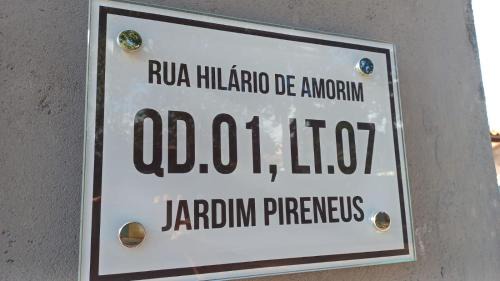 RUA HILÁRIO DE AMORIM
QD.01, LT.07
JARDIM PIRENEUS